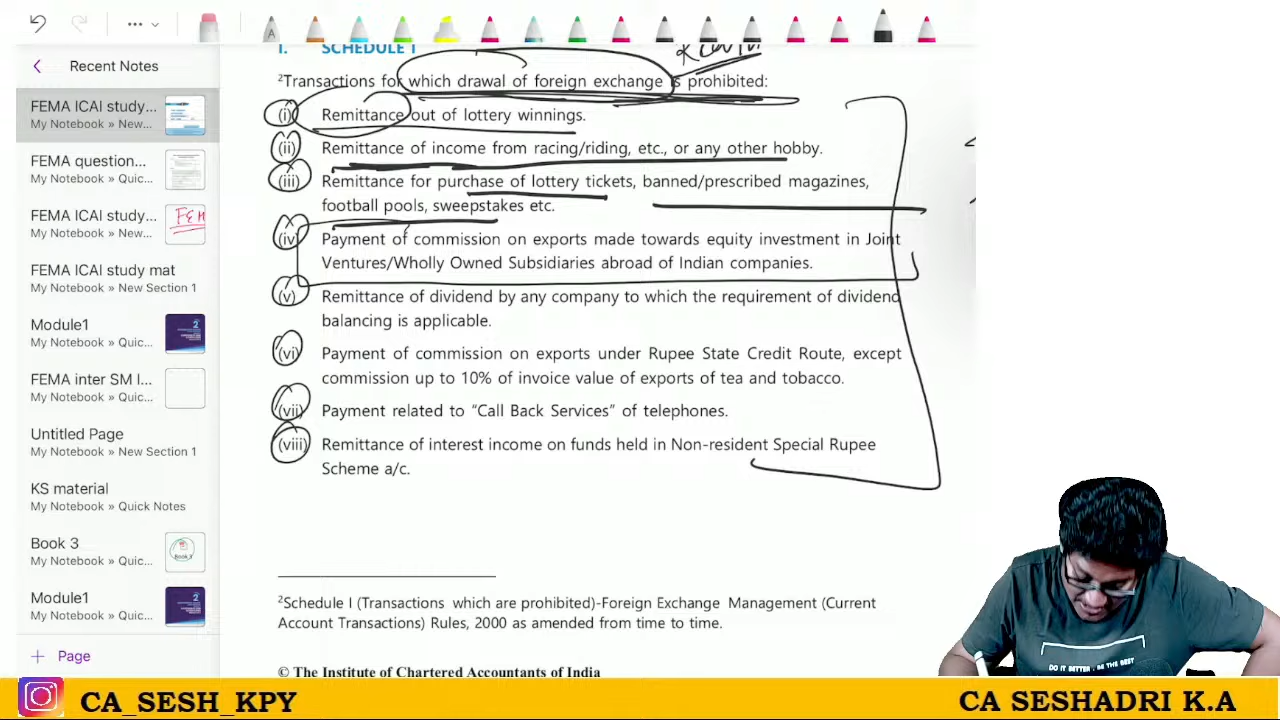 Recent Notes
FEMA ICAI study...
My Notebook » New...
FEMA question...
My Notebook » Quic...
FEMA ICAI study...
My Notebook » New...
FEMA ICAI study mat
My Notebook » New Section 1
Module1
My Notebook » Quic...
FEMA inter SM I...
My Notebook » Quic...
Untitled Page
My Notebook » New Section 1
KS material
My Notebook » Quick Notes
Book 3
My Notebook » Quic...
Module1
My Notebook » Quic...
+ Page
I. SCHEDULE I
²Transactions for which drawal of foreign exchange is prohibited:
(i) Remittance out of lottery winnings.
(ii) Remittance of income from racing/riding, etc., or any other hobby.
(iii) Remittance for purchase of lottery tickets, banned/prescribed magazines,
football pools, sweepstakes etc.
(iv) Payment of commission on exports made towards equity investment in Joint
Ventures/Wholly Owned Subsidiaries abroad of Indian companies.
(v) Remittance of dividend by any company to which the requirement of dividend
balancing is applicable.
(vi) Payment of commission on exports under Rupee State Credit Route, except
commission up to 10% of invoice value of exports of tea and tobacco.
(vii) Payment related to “Call Back Services” of telephones.
(viii) Remittance of interest income on funds held in Non-resident Special Rupee
Scheme a/c.
²Schedule I (Transactions which are prohibited)-Foreign Exchange Management (Current
Account Transactions) Rules, 2000 as amended from time to time.
© The Institute of Chartered Accountants of India
DO IT BETTER, BE THE BEST
CA_SESH_KPY
CA SESHADRI K.A